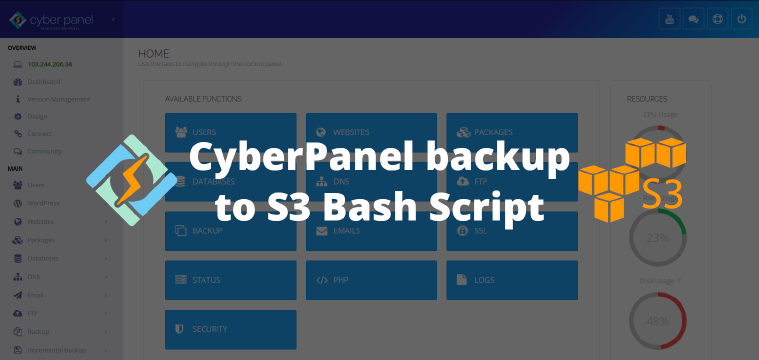 cyber panel
OVERVIEW
Dashboard
Version Management
Design
Connect
Community
MAIN
Users
WordPress
Websites
Packages
Databases
DNS
Email
FTP
Backup
Incremental Backup
HOME
AVAILABLE FUNCTIONS
USERS
WEBSITES
PACKAGES
DATABASES
DNS
FTP
BACKUP
EMAILS
SSL
STATUS
PHP
LOGS
SECURITY
RESOURCES
CPU Usage
23%
48%
CyberPanel backup
to S3 Bash Script
S3